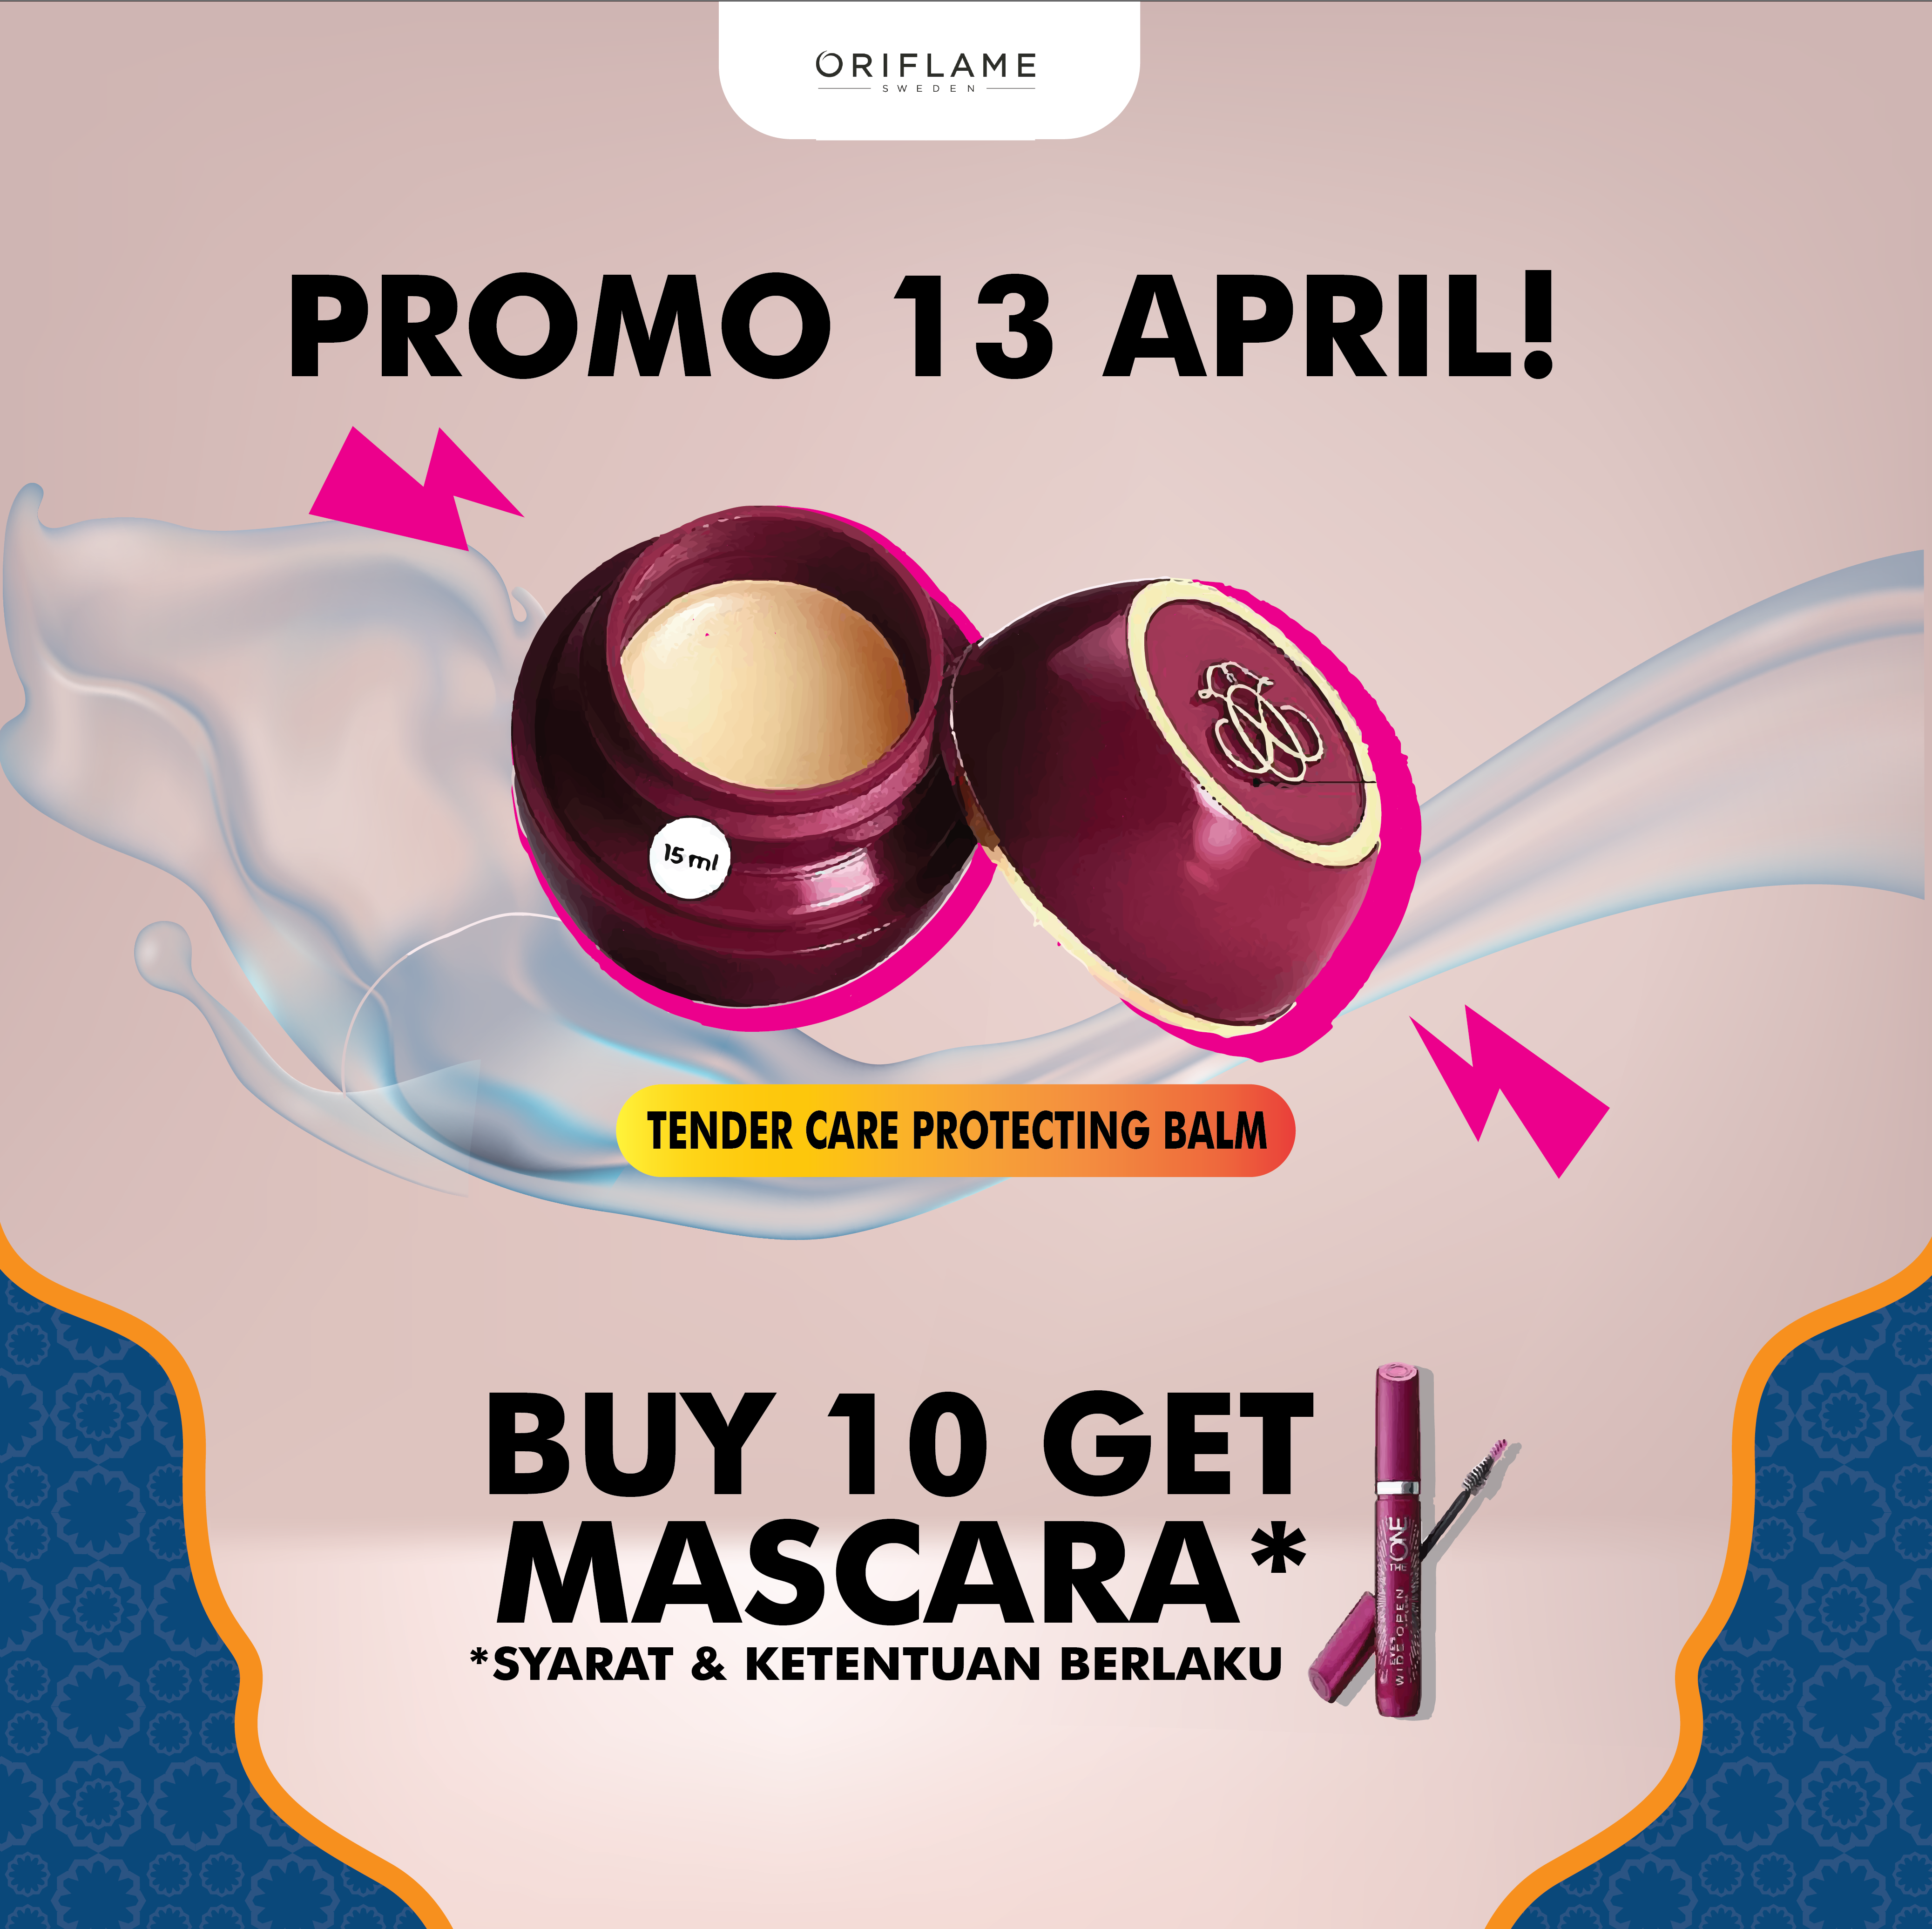 ORIFLAME
SWEDEN
PROMO 13 APRIL!
15 ml
TENDER CARE PROTECTING BALM
BUY 10 GET
MASCARA*
*SYARAT & KETENTUAN BERLAKU
THE ONE
EYES
WIDE OPEN